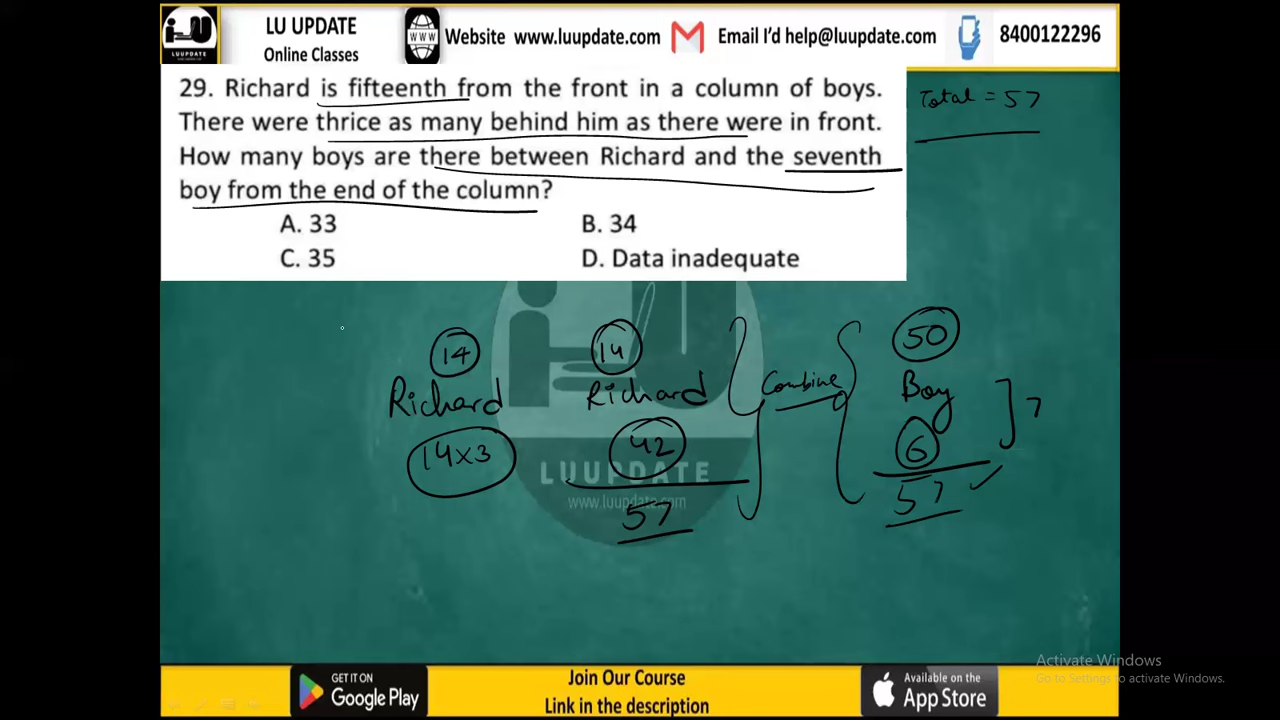 LU UPDATE
Online Classes
LUUPDATE
WWW
Website www.luupdate.com
Email I'd help@luupdate.com
8400122296
29. Richard is fifteenth from the front in a column of boys.
There were thrice as many behind him as there were in front.
How many boys are there between Richard and the seventh
boy from the end of the column?
A. 33 B. 34
C. 35 D. Data inadequate
Total = 57
14 14 50
Richard Richard Combine Boy 7
14×3 42 6
57 57
LUUPDATE
www.luupdate.com
Activate Windows
Go to Settings to activate Windows.
GET IT ON
Google Play
Join Our Course
Link in the description
Available on the
App Store